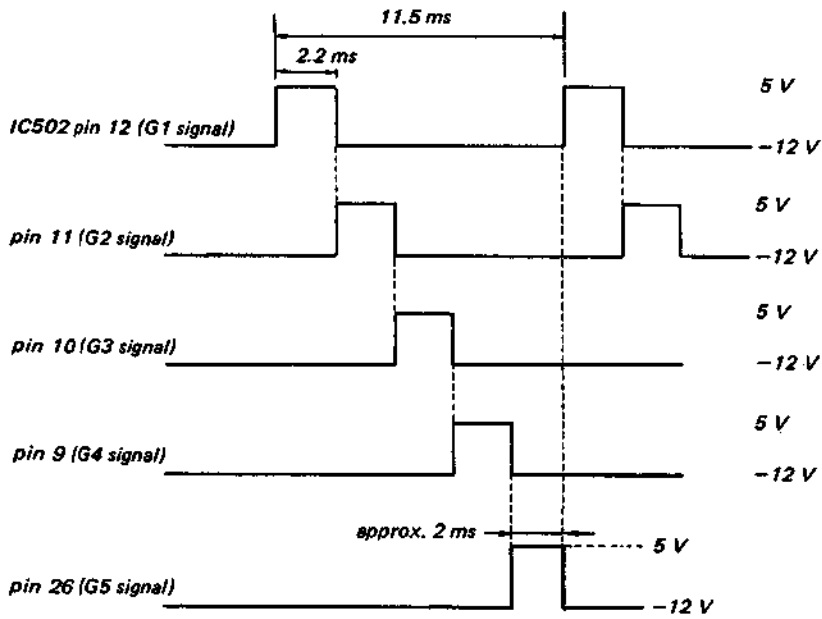 11.5 ms
2.2 ms
5 V
IC502 pin 12 (G1 signal)
−12 V
5 V
pin 11 (G2 signal)
−12 V
5 V
pin 10 (G3 signal)
−12 V
5 V
pin 9 (G4 signal)
−12 V
approx. 2 ms
5 V
pin 26 (G5 signal)
−12 V